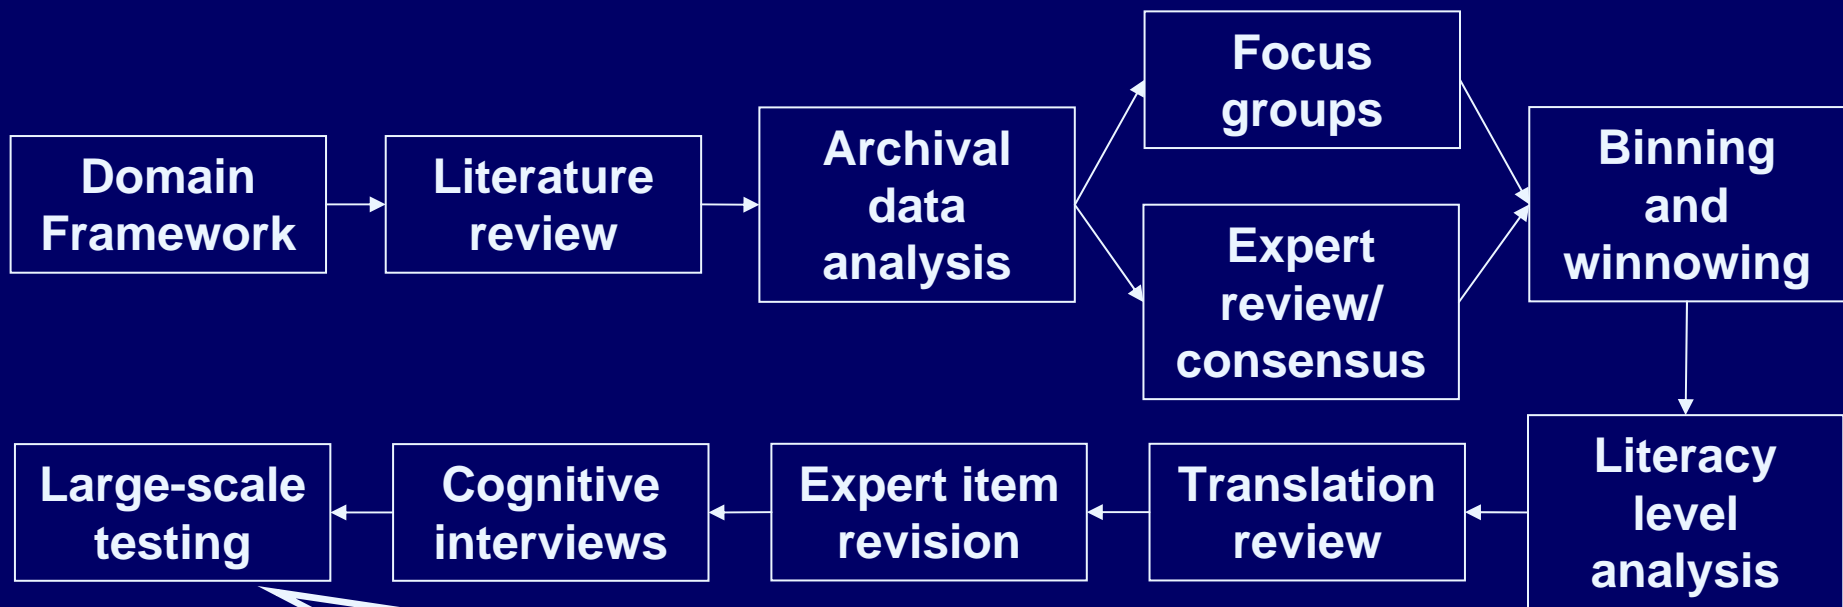 Domain
Framework
Literature
review
Archival
data
analysis
Focus
groups
Expert
review/
consensus
Binning
and
winnowing
Literacy
level
analysis
Translation
review
Expert item
revision
Cognitive
interviews
Large-scale
testing